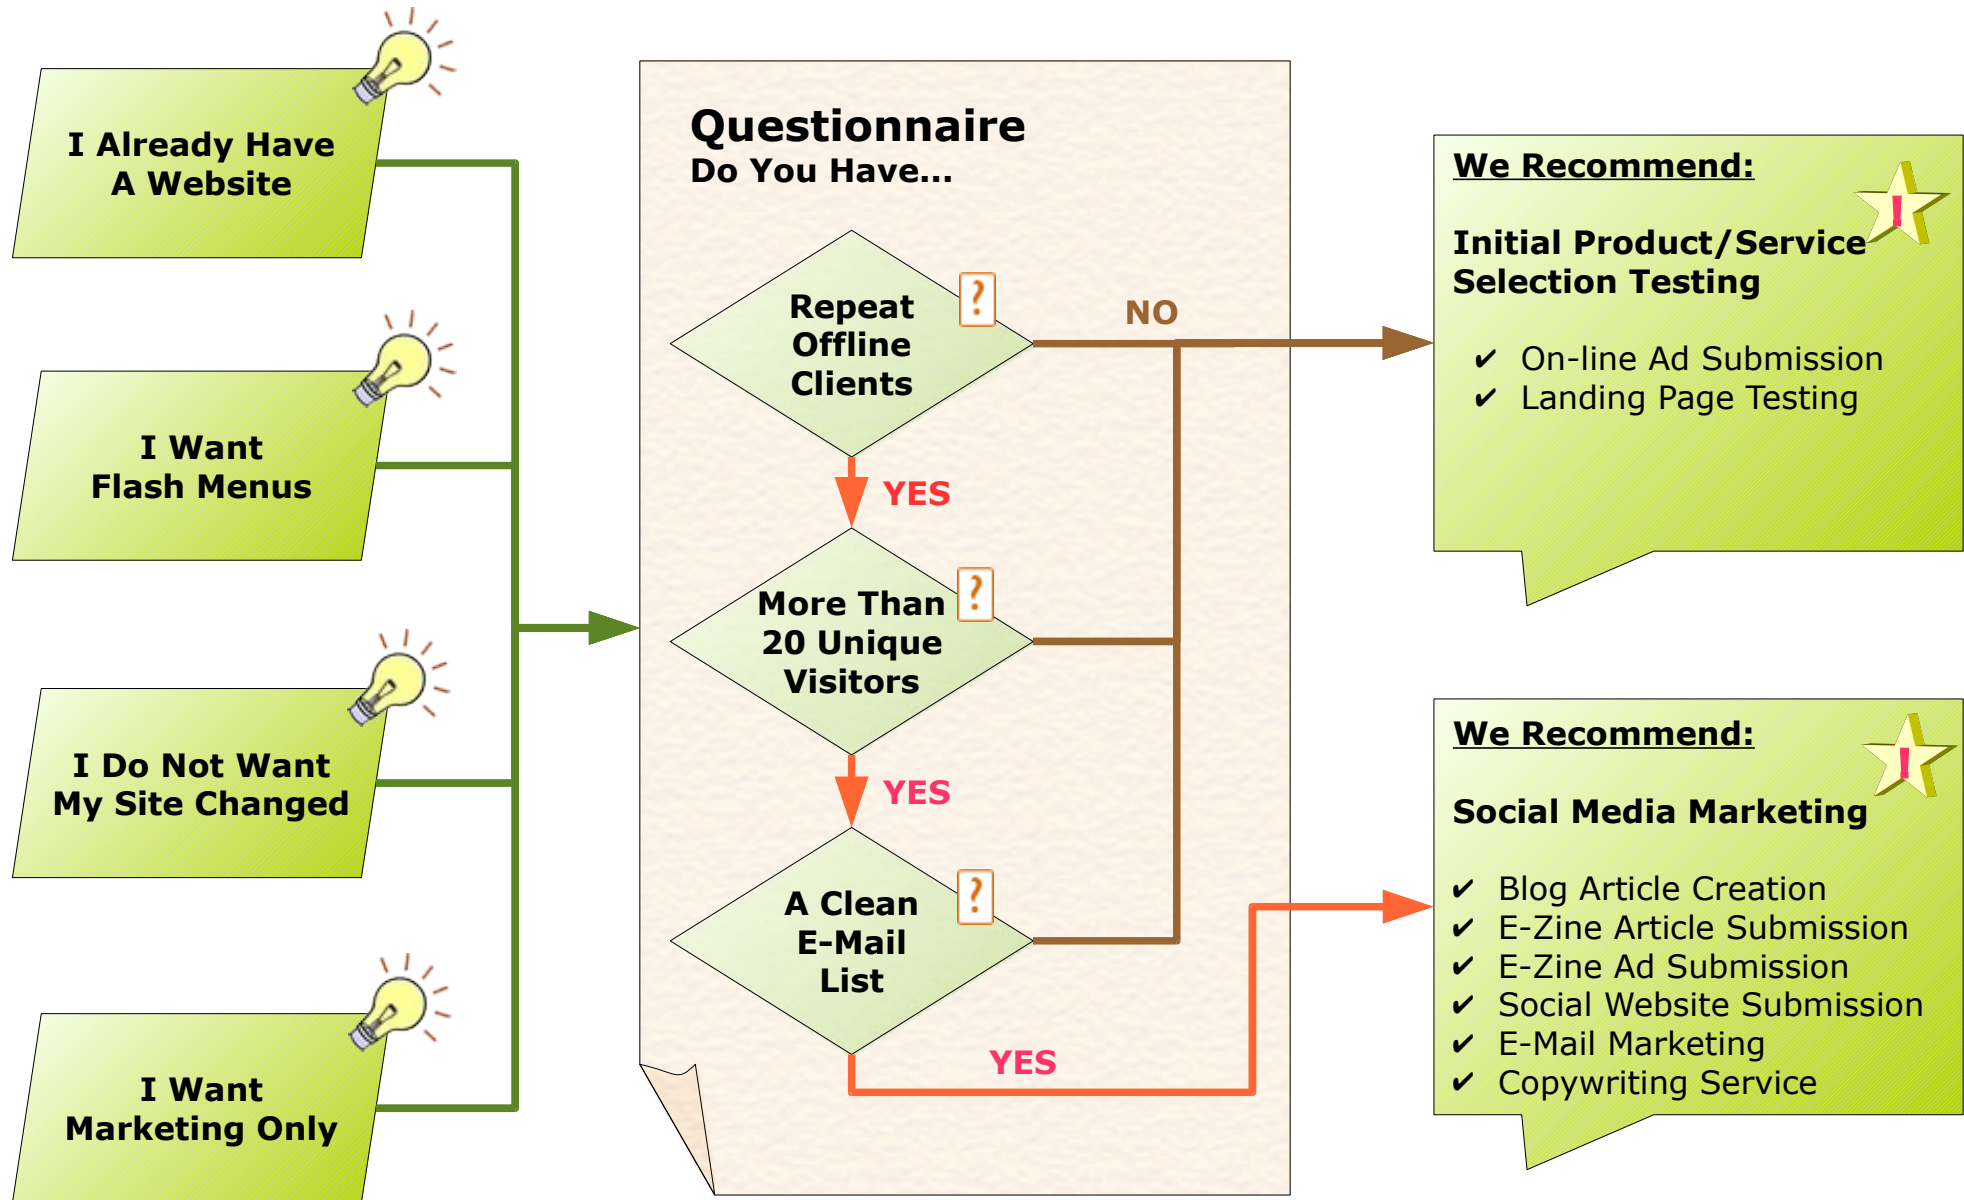 I Already Have
A Website
I Want
Flash Menus
I Do Not Want
My Site Changed
I Want
Marketing Only
Questionnaire
Do You Have...
Repeat
Offline
Clients
?
NO
YES
More Than
20 Unique
Visitors
?
YES
A Clean
E-Mail
List
?
YES
We Recommend:
!
Initial Product/Service
Selection Testing
✔ On-line Ad Submission
✔ Landing Page Testing
We Recommend:
!
Social Media Marketing
✔ Blog Article Creation
✔ E-Zine Article Submission
✔ E-Zine Ad Submission
✔ Social Website Submission
✔ E-Mail Marketing
✔ Copywriting Service